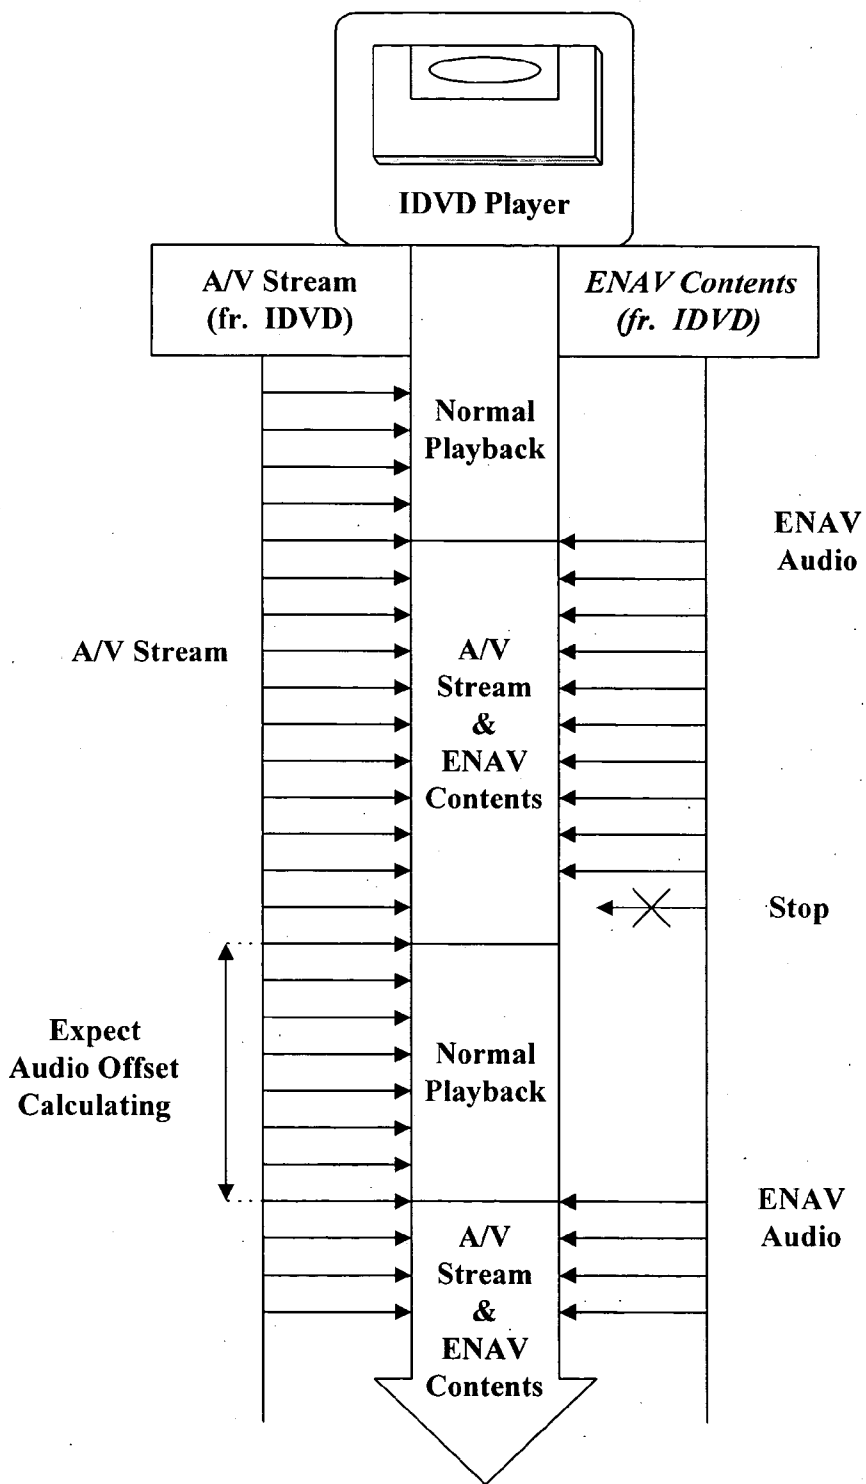 IDVD Player
A/V Stream
(fr. IDVD)
ENAV Contents
(fr. IDVD)
Normal
Playback
ENAV
Audio
A/V Stream
A/V
Stream
&
ENAV
Contents
Stop
Expect
Audio Offset
Calculating
Normal
Playback
ENAV
Audio
A/V
Stream
&
ENAV
Contents